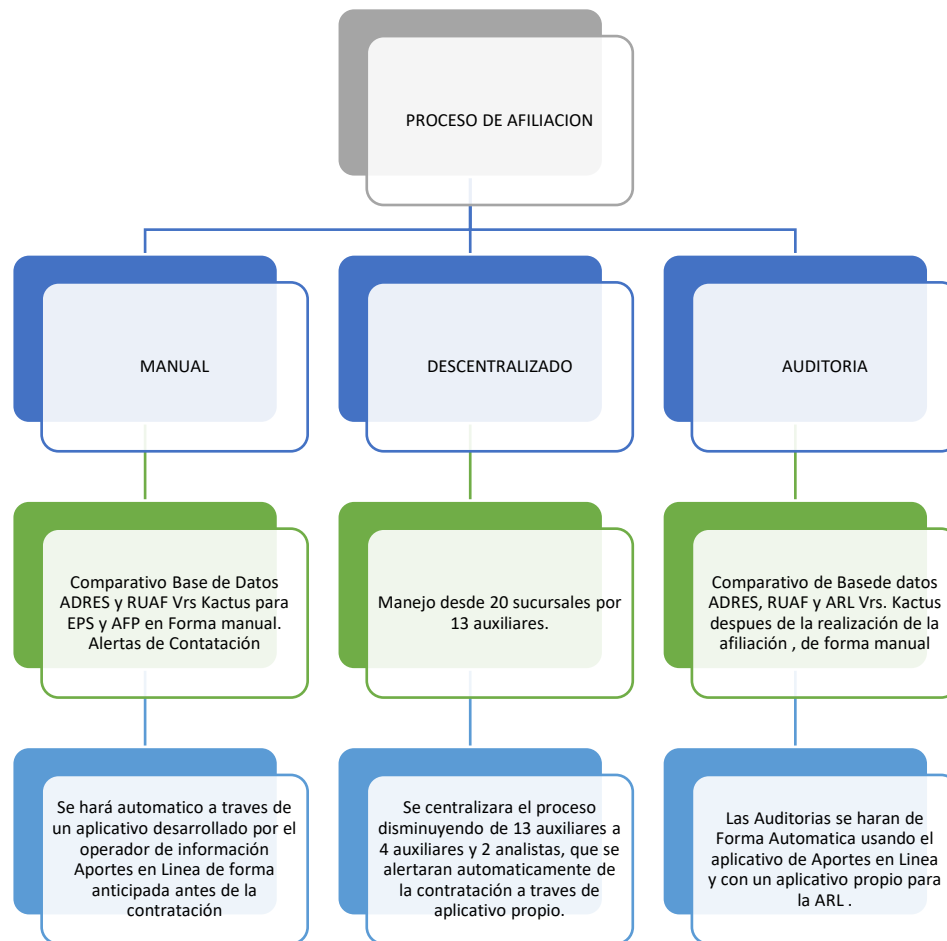 PROCESO DE AFILIACION
MANUAL
DESCENTRALIZADO
AUDITORIA
Comparativo Base de Datos
ADRES y RUAF Vrs Kactus para
EPS y AFP en Forma manual.
Alertas de Contatación
Manejo desde 20 sucursales por
13 auxiliares.
Comparativo de Basede datos
ADRES, RUAF y ARL Vrs. Kactus
despues de la realización de la
afiliación , de forma manual
Se hará automatico a traves de
un aplicativo desarrollado por el
operador de información
Aportes en Linea de forma
anticipada antes de la
contratación
Se centralizara el proceso
disminuyendo de 13 auxiliares a
4 auxiliares y 2 analistas, que se
alertaran automaticamente de
la contratación a traves de
aplicativo propio.
Las Auditorias se haran de
Forma Automatica usando el
aplicativo de Aportes en Linea
y con un aplicativo propio para
la ARL .